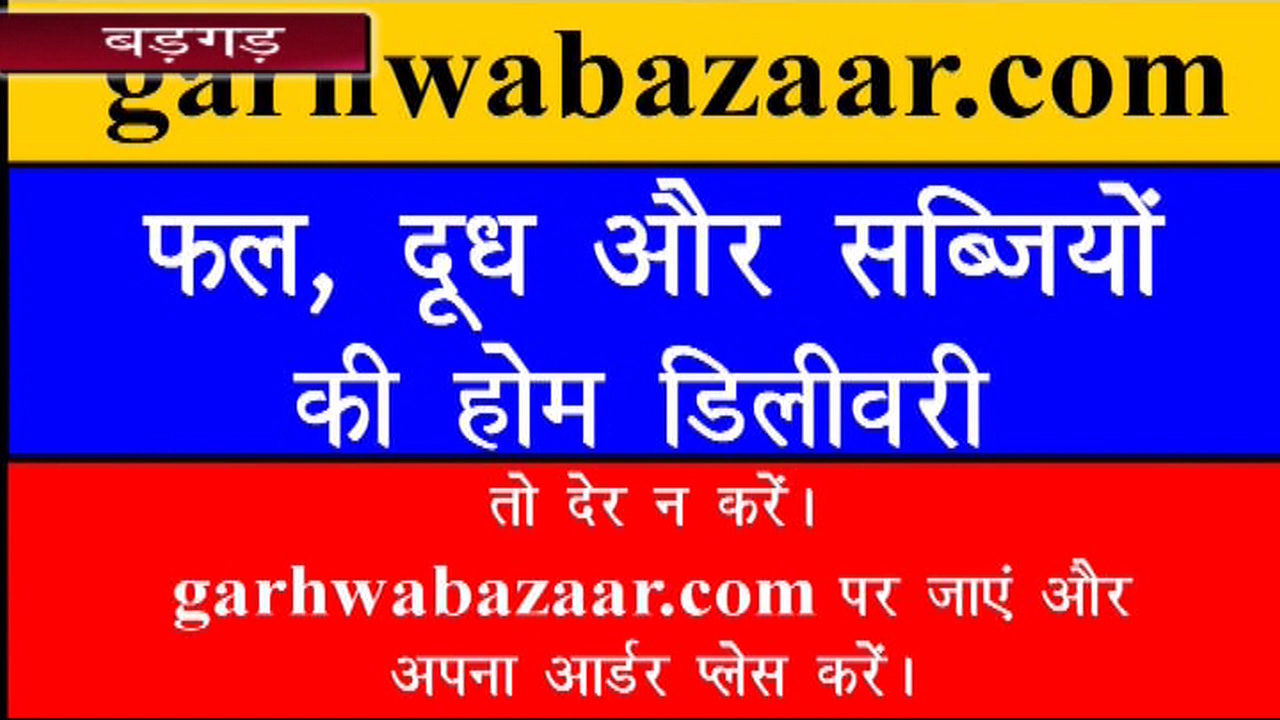 बड़गड़
garhwabazaar.com
फल, दूध और सब्जियों
की होम डिलीवरी
तो देर न करें।
garhwabazaar.com पर जाएं और
अपना आर्डर प्लेस करें।